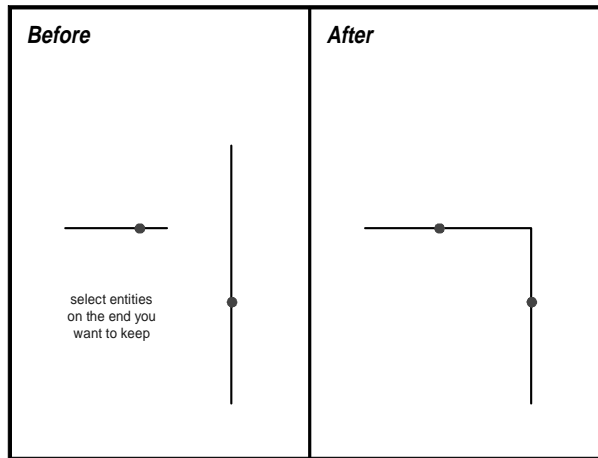 Before
After
select entities
on the end you
want to keep